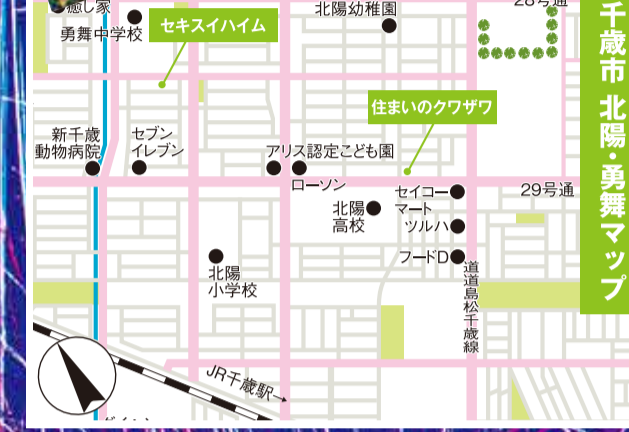 癒し家
勇舞中学校
セキスイハイム
北陽幼稚園
28号通
千歳市 北陽・勇舞マップ
住まいのクワザワ
新千歳
動物病院
セブン
イレブン
アリス認定こども園
ローソン
北陽
高校
セイコー
マート
ツルハ
フードD
29号通
北陽
小学校
道道島松千歳線
JR千歳駅→